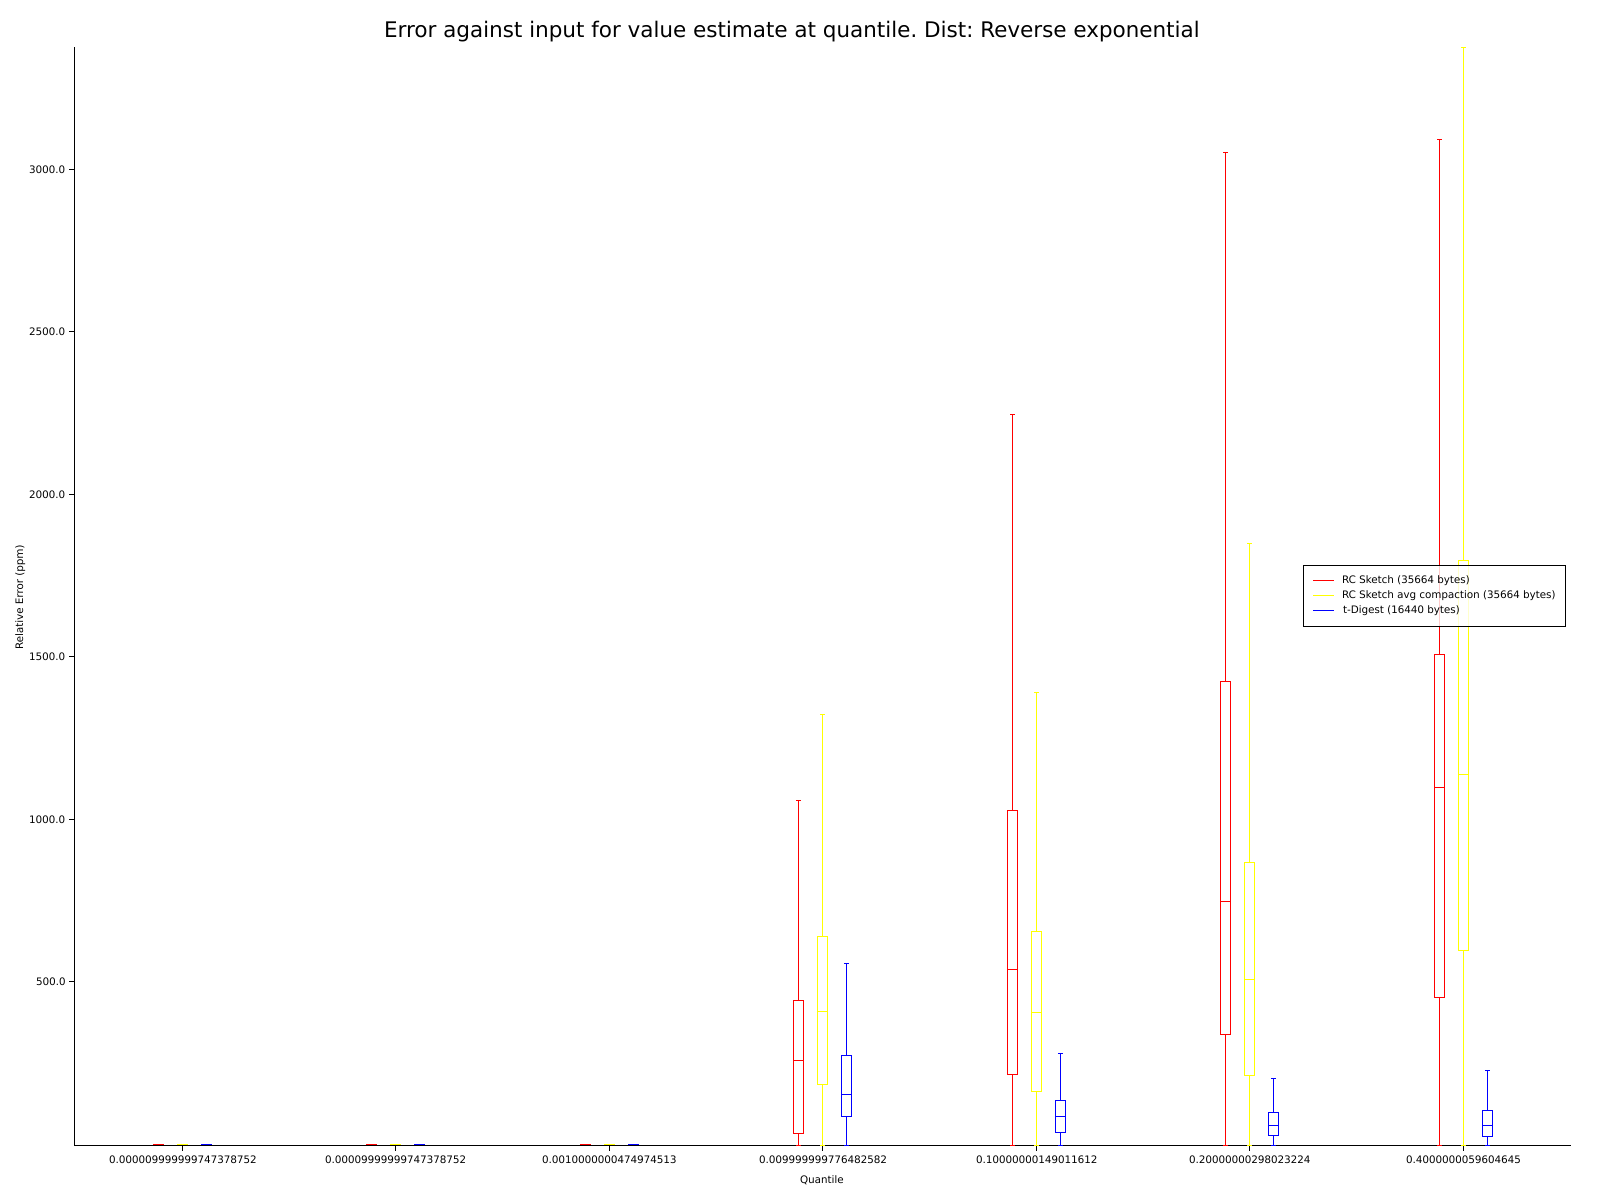 Error against input for value estimate at quantile. Dist: Reverse exponential
3000.0
2500.0
2000.0
1500.0
1000.0
500.0
Relative Error (ppm)
RC Sketch (35664 bytes)
RC Sketch avg compaction (35664 bytes)
t-Digest (16440 bytes)
0.000009999999747378752 0.00009999999747378752 0.001000000474974513 0.009999999776482582 0.10000000149011612 0.20000000298023224 0.4000000059604645
Quantile